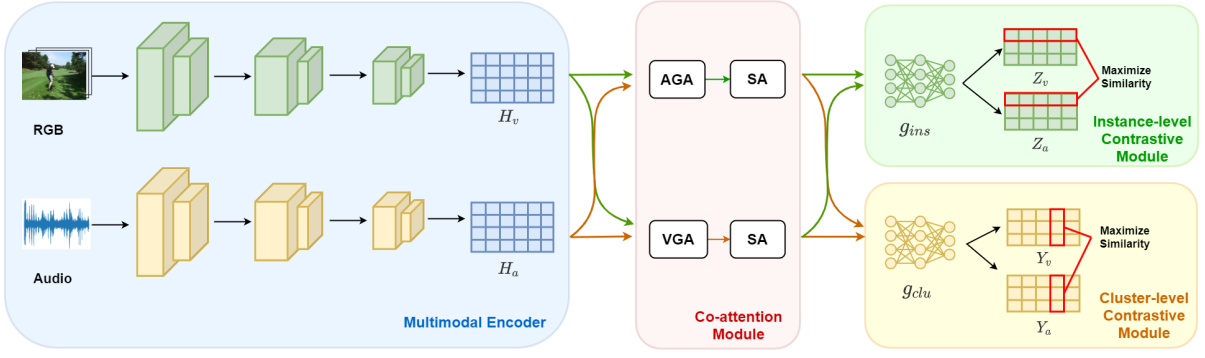 RGB
H_v
Audio
H_a
Multimodal Encoder
AGA
SA
VGA
SA
Co-attention
Module
g_ins
Z_v
Z_a
Maximize
Similarity
Instance-level
Contrastive
Module
g_clu
Y_v
Y_a
Maximize
Similarity
Cluster-level
Contrastive
Module